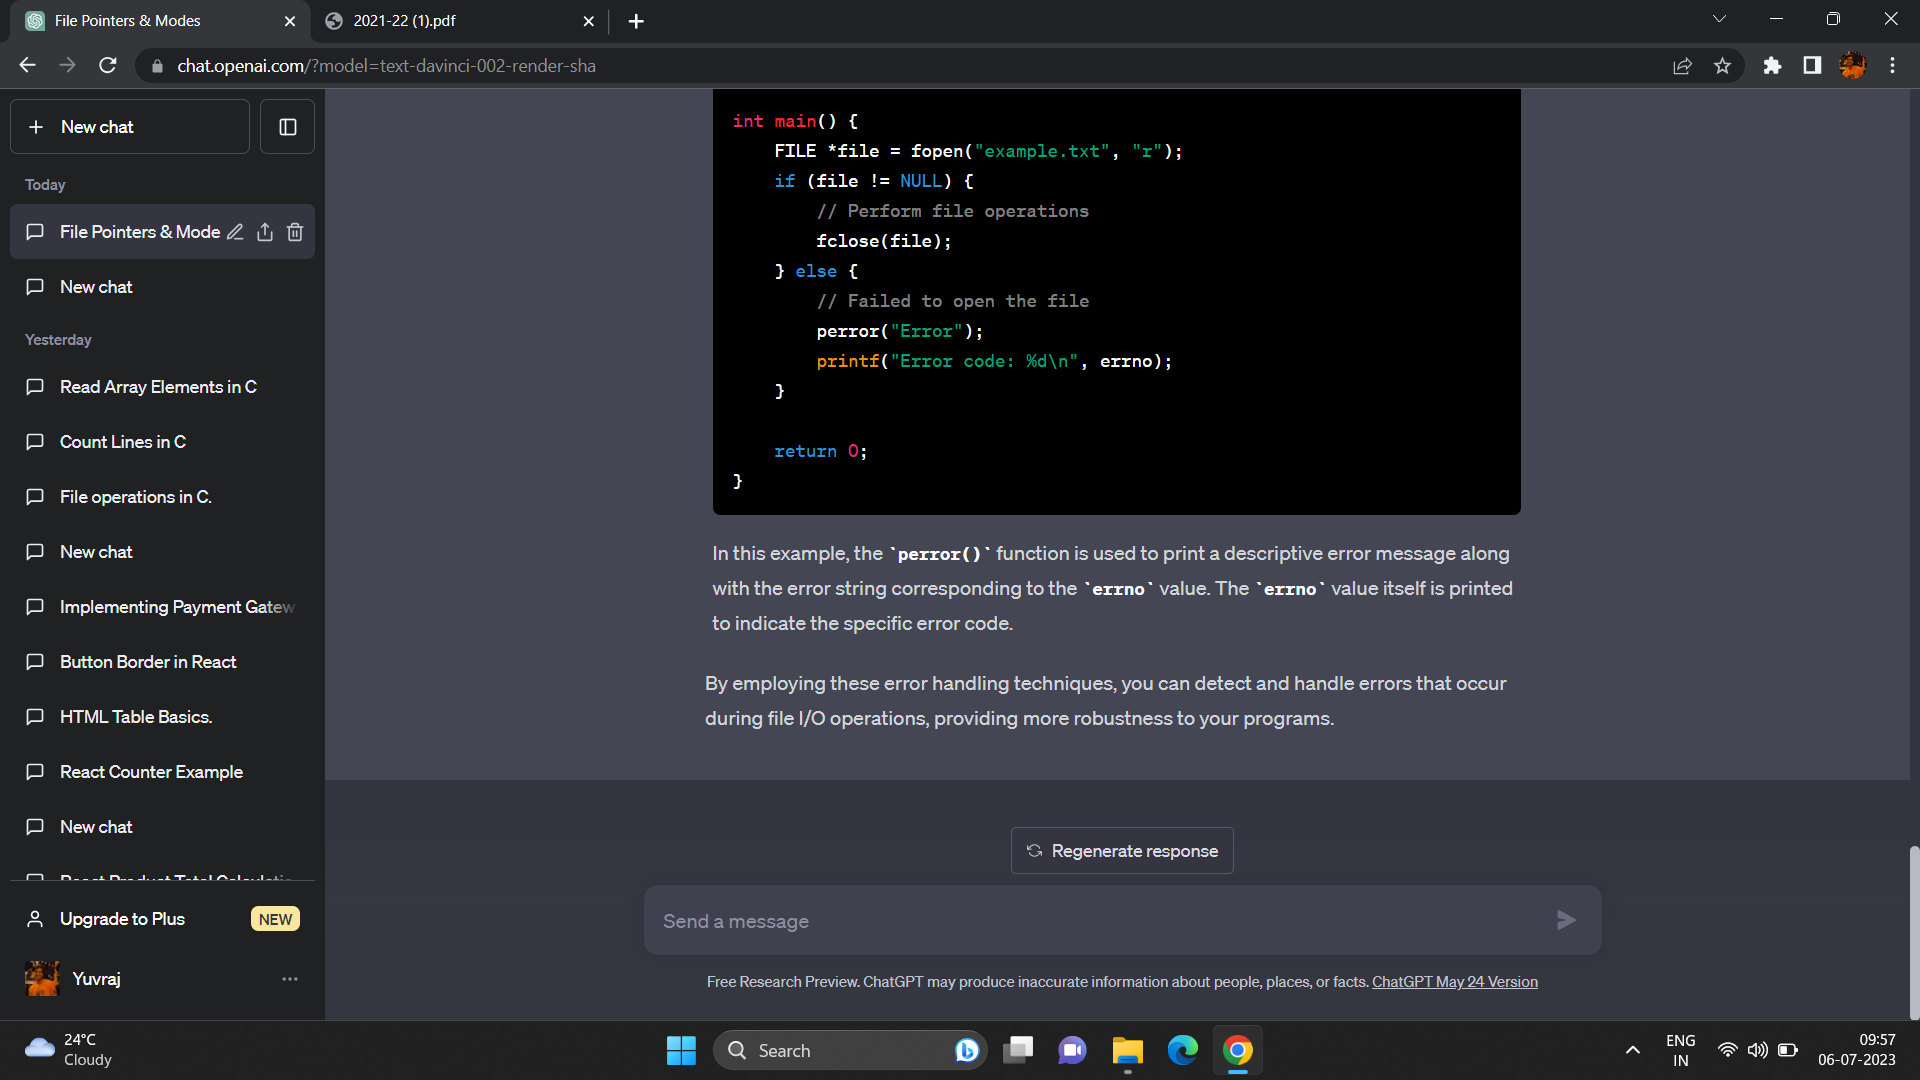 File Pointers & Modes
2021-22 (1).pdf
chat.openai.com/?model=text-davinci-002-render-sha
New chat
Today
File Pointers & Mode
New chat
Yesterday
Read Array Elements in C
Count Lines in C
File operations in C.
New chat
Implementing Payment Gatew
Button Border in React
HTML Table Basics.
React Counter Example
New chat
React Product Total Calculatio
Upgrade to Plus NEW
Yuvraj
int main() {
    FILE *file = fopen("example.txt", "r");
    if (file != NULL) {
        // Perform file operations
        fclose(file);
    } else {
        // Failed to open the file
        perror("Error");
        printf("Error code: %d\n", errno);
    }
    return 0;
}
In this example, the `perror()` function is used to print a descriptive error message along
with the error string corresponding to the `errno` value. The `errno` value itself is printed
to indicate the specific error code.
By employing these error handling techniques, you can detect and handle errors that occur
during file I/O operations, providing more robustness to your programs.
Regenerate response
Send a message
Free Research Preview. ChatGPT may produce inaccurate information about people, places, or facts. ChatGPT May 24 Version
24°C
Cloudy
Search
ENG
IN
09:57
06-07-2023